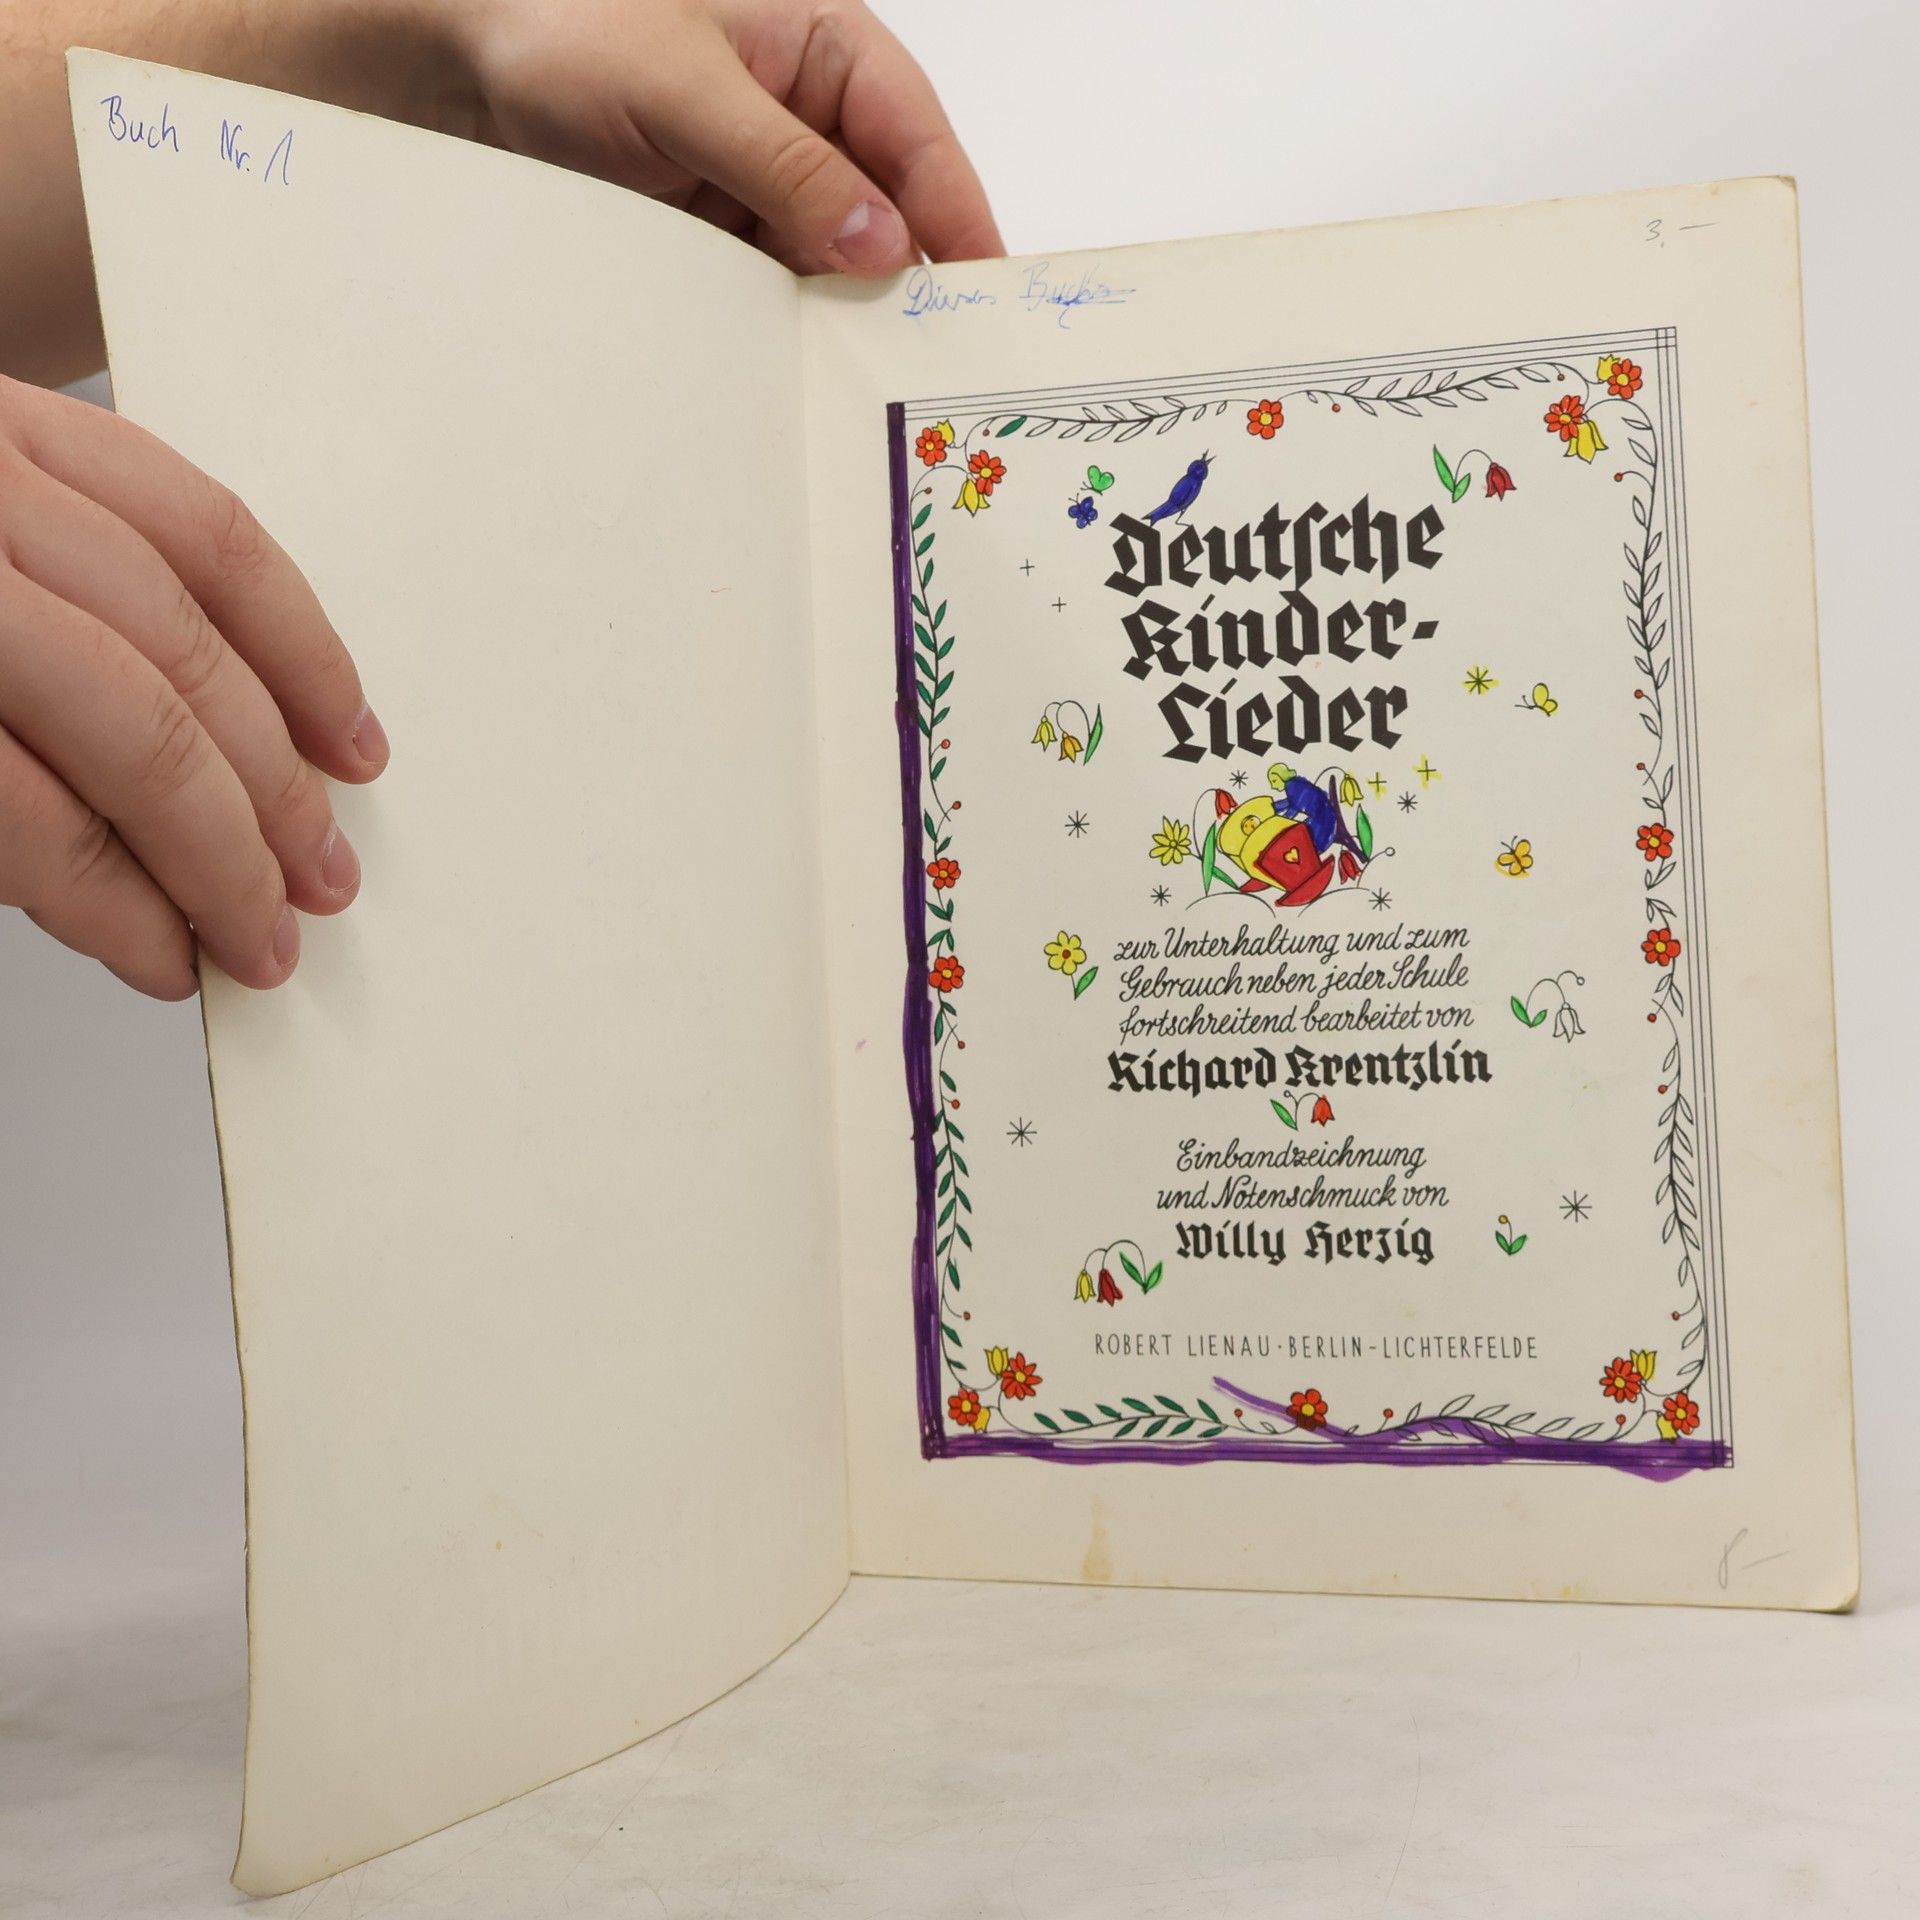 Buch Nr. 1
3.—
Dieses Buch
Deutsche
Kinder-
Lieder
zur Unterhaltung und zum
Gebrauch neben jeder Schule
fortschreitend bearbeitet von
Richard Krentzlin
Einbandzeichnung
und Notenschmuck von
Willy Herzig
ROBERT LIENAU · BERLIN-LICHTERFELDE
8—